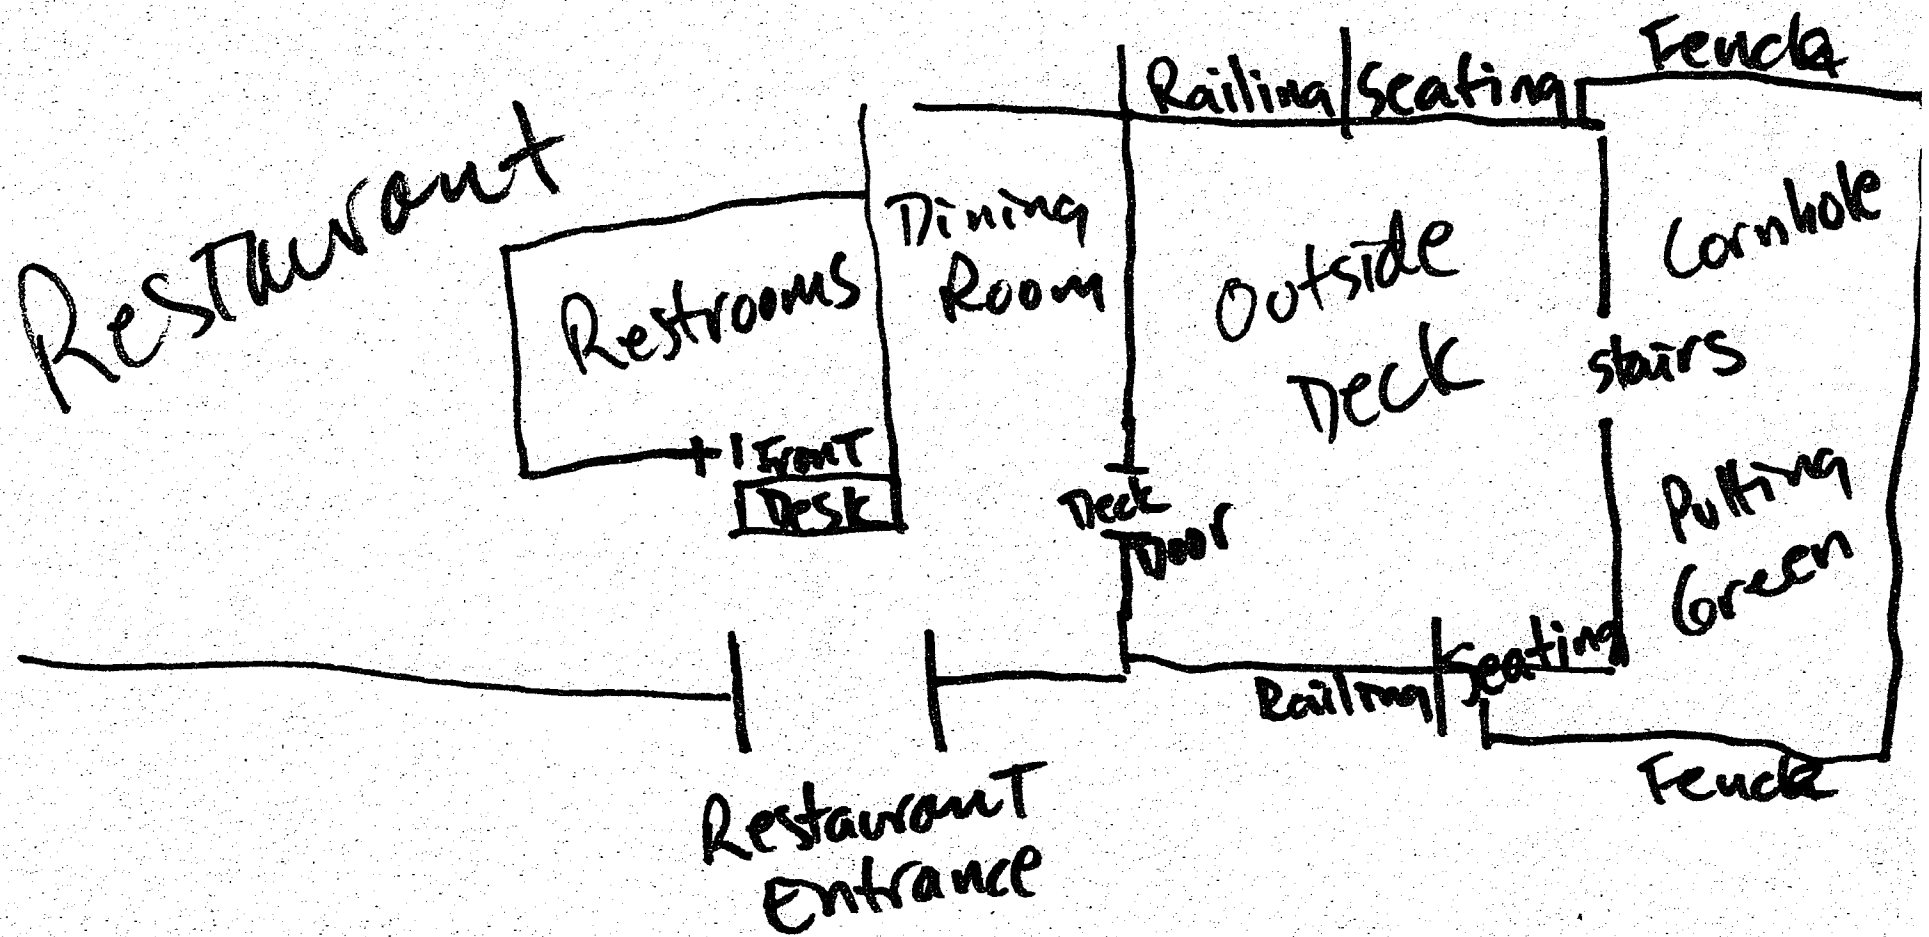 Fence
Railing/Seating
Restaurant
Dining
Room
Cornhole
Outside
Deck
Restrooms
stairs
Front
Desk
Deck
Door
Putting
Green
Railing/Seating
Fence
Restaurant
Entrance